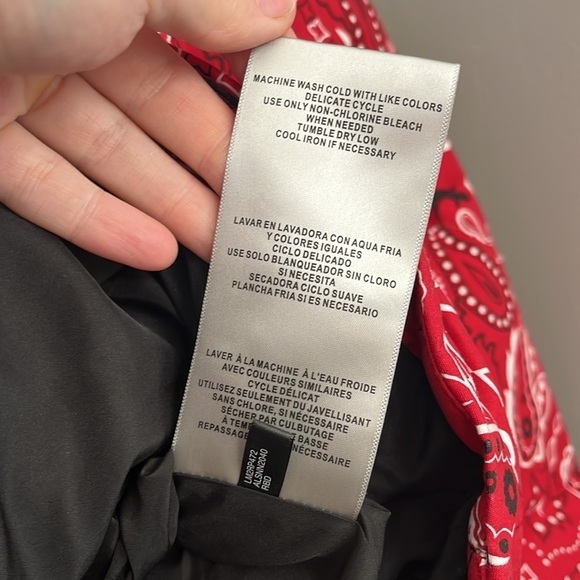 MACHINE WASH COLD WITH LIKE COLORS
DELICATE CYCLE
USE ONLY NON-CHLORINE BLEACH
WHEN NEEDED
TUMBLE DRY LOW
COOL IRON IF NECESSARY
LAVAR EN LAVADORA CON AQUA FRIA
Y COLORES IGUALES
CICLO DELICADO
USE SOLO BLANQUEADOR SIN CLORO
SI NECESITA
SECADORA CICLO SUAVE
PLANCHA FRIA SI ES NECESARIO
LAVER À LA MACHINE À L'EAU FROIDE
AVEC COULEURS SIMILAIRES
CYCLE DÉLICAT
UTILISEZ SEULEMENT DU JAVELLISANT
SANS CHLORE, SI NÉCESSAIRE
SÉCHER PAR CULBUTAGE
À BASSE
REPASSAGE NÉCESSAIRE
LM2RP472
ALSNN2040
RBD